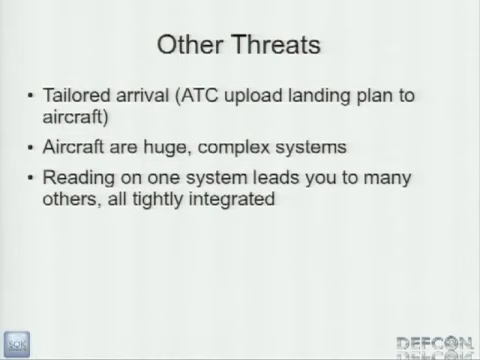 Other Threats
• Tailored arrival (ATC upload landing plan to
aircraft)
• Aircraft are huge, complex systems
• Reading on one system leads you to many
others, all tightly integrated
DEFCON